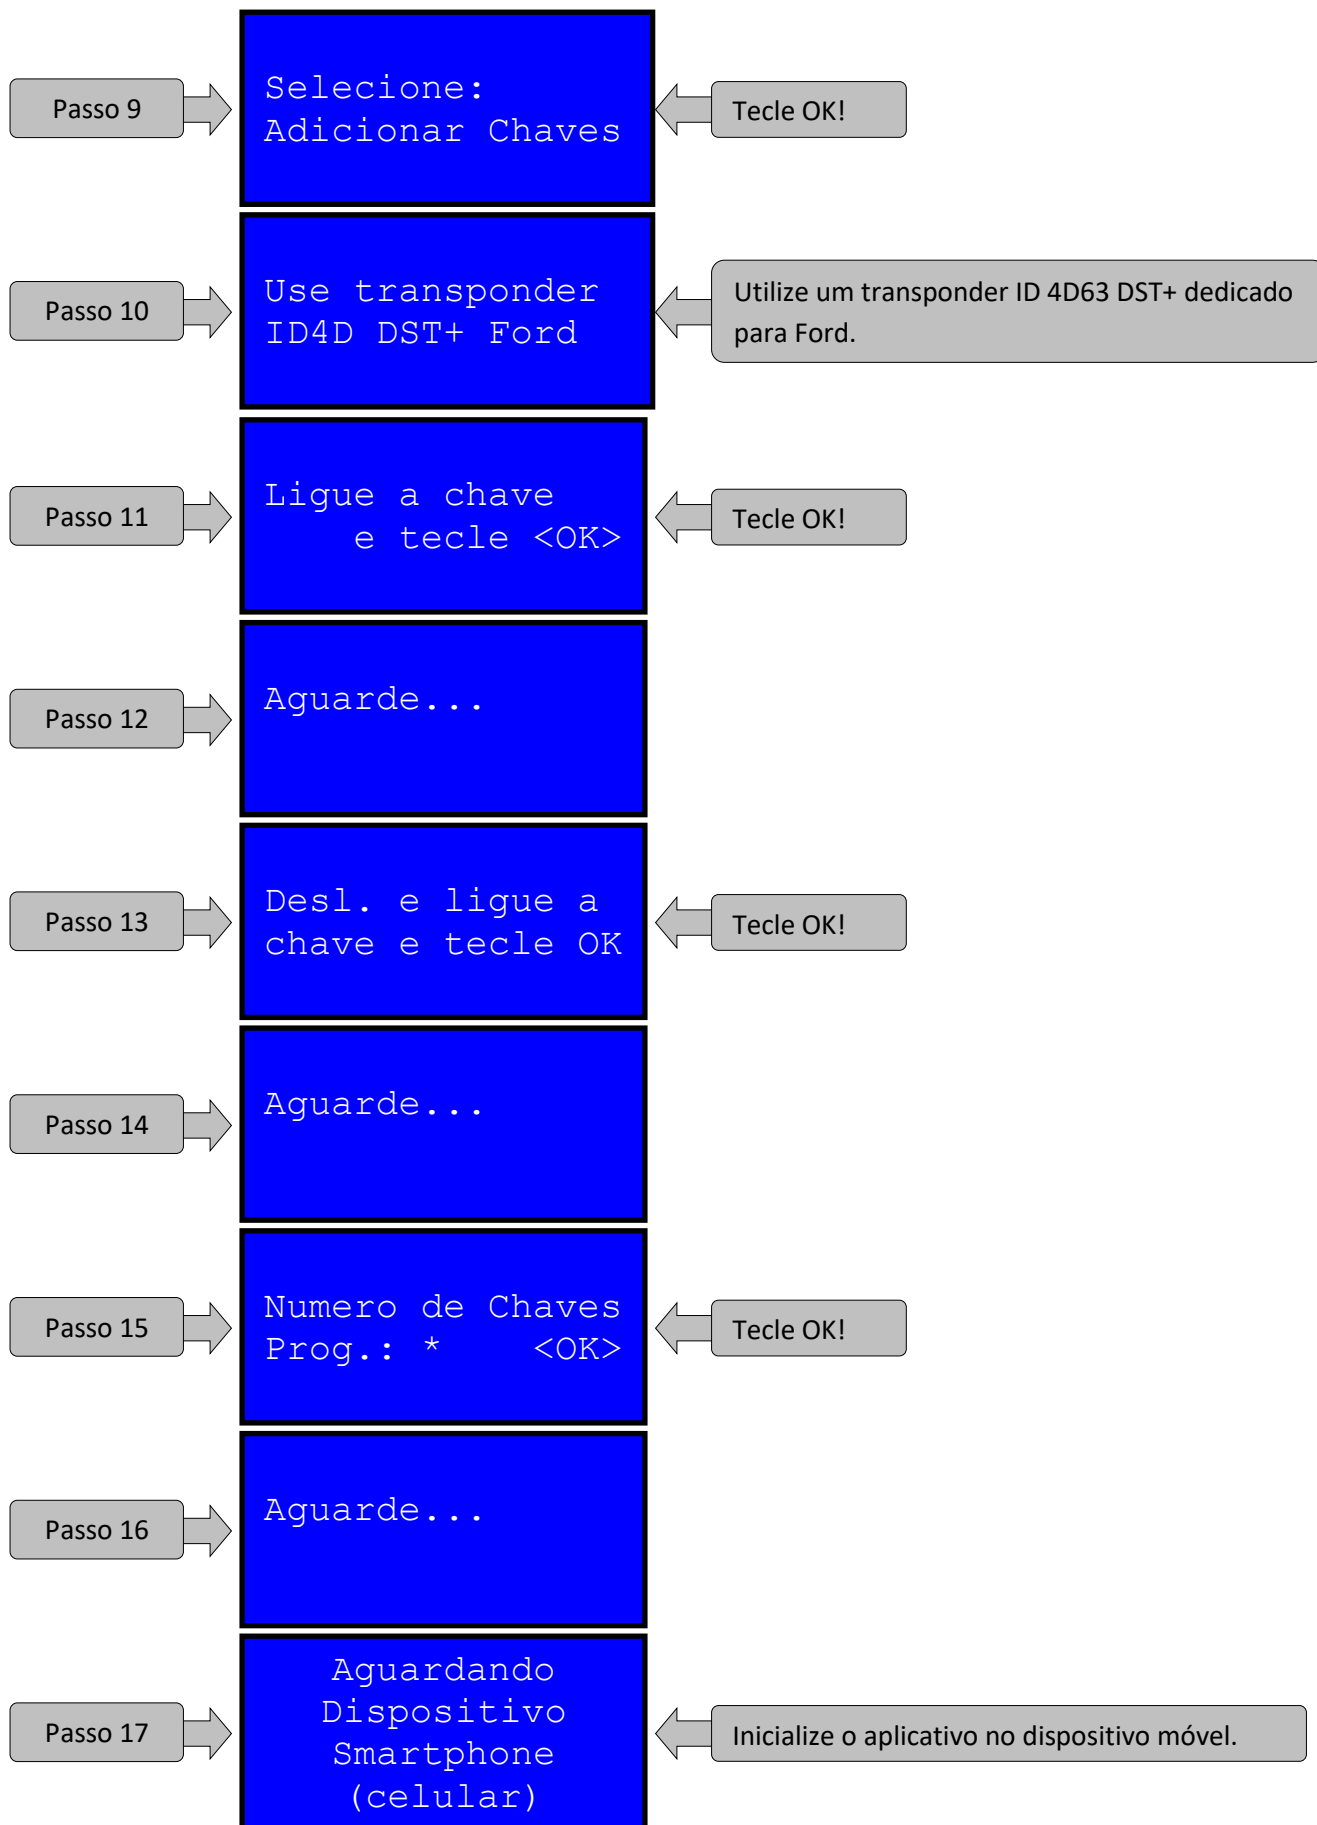 Passo 9
Selecione:
Adicionar Chaves
Tecle OK!
Passo 10
Use transponder
ID4D DST+ Ford
Utilize um transponder ID 4D63 DST+ dedicado
para Ford.
Passo 11
Ligue a chave
e tecle <OK>
Tecle OK!
Passo 12
Aguarde...
Passo 13
Desl. e ligue a
chave e tecle OK
Tecle OK!
Passo 14
Aguarde...
Passo 15
Numero de Chaves
Prog.: * <OK>
Tecle OK!
Passo 16
Aguarde...
Passo 17
Aguardando
Dispositivo
Smartphone
(celular)
Inicialize o aplicativo no dispositivo móvel.